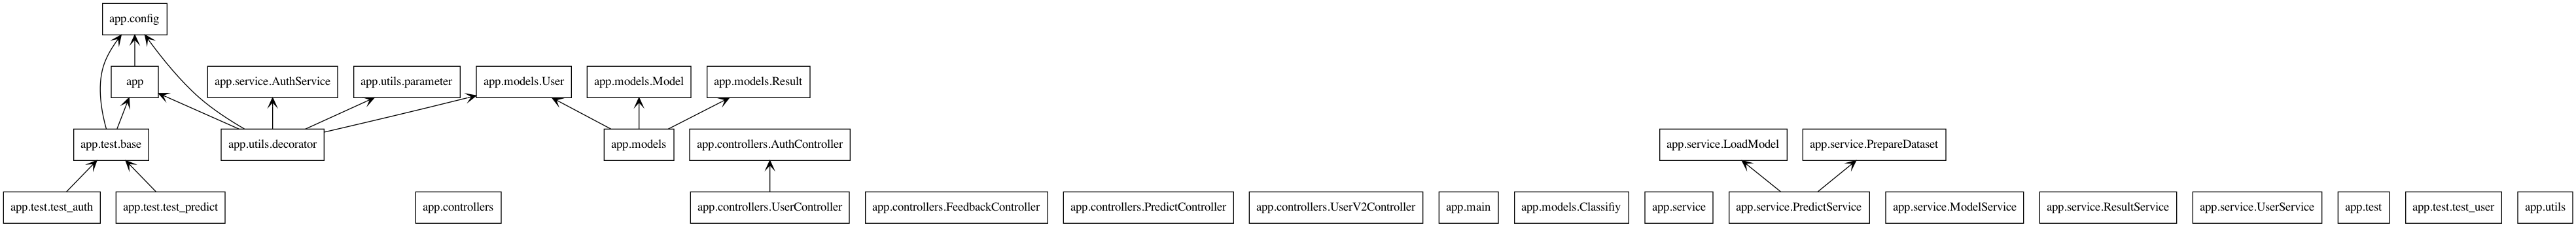 app.config
app
app.service.AuthService
app.utils.parameter
app.models.User
app.models.Model
app.models.Result
app.test.base
app.utils.decorator
app.models
app.controllers.AuthController
app.service.LoadModel
app.service.PrepareDataset
app.test.test_auth
app.test.test_predict
app.controllers
app.controllers.UserController
app.controllers.FeedbackController
app.controllers.PredictController
app.controllers.UserV2Controller
app.main
app.models.Classifiy
app.service
app.service.PredictService
app.service.ModelService
app.service.ResultService
app.service.UserService
app.test
app.test.test_user
app.utils